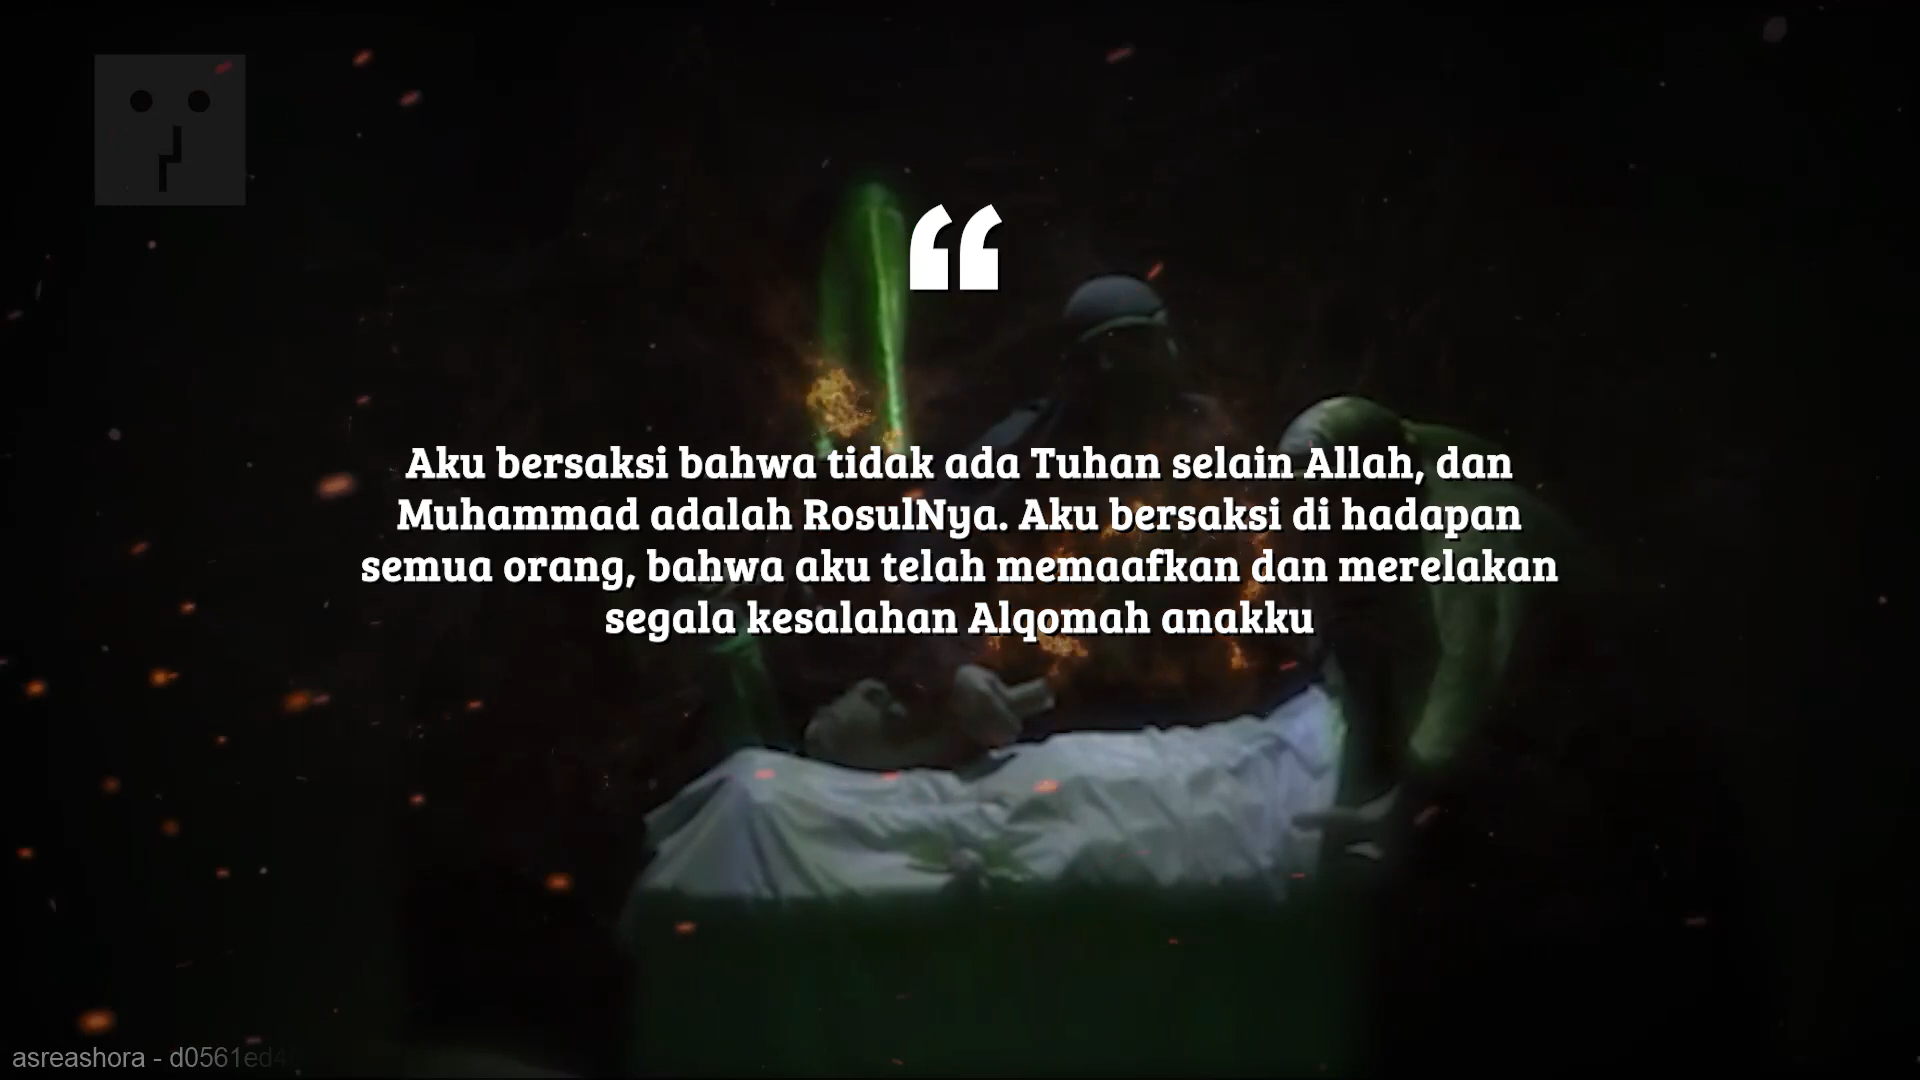 “
Aku bersaksi bahwa tidak ada Tuhan selain Allah, dan
Muhammad adalah RosulNya. Aku bersaksi di hadapan
semua orang, bahwa aku telah memaafkan dan merelakan
segala kesalahan Alqomah anakku
asreashora - d0561ed4